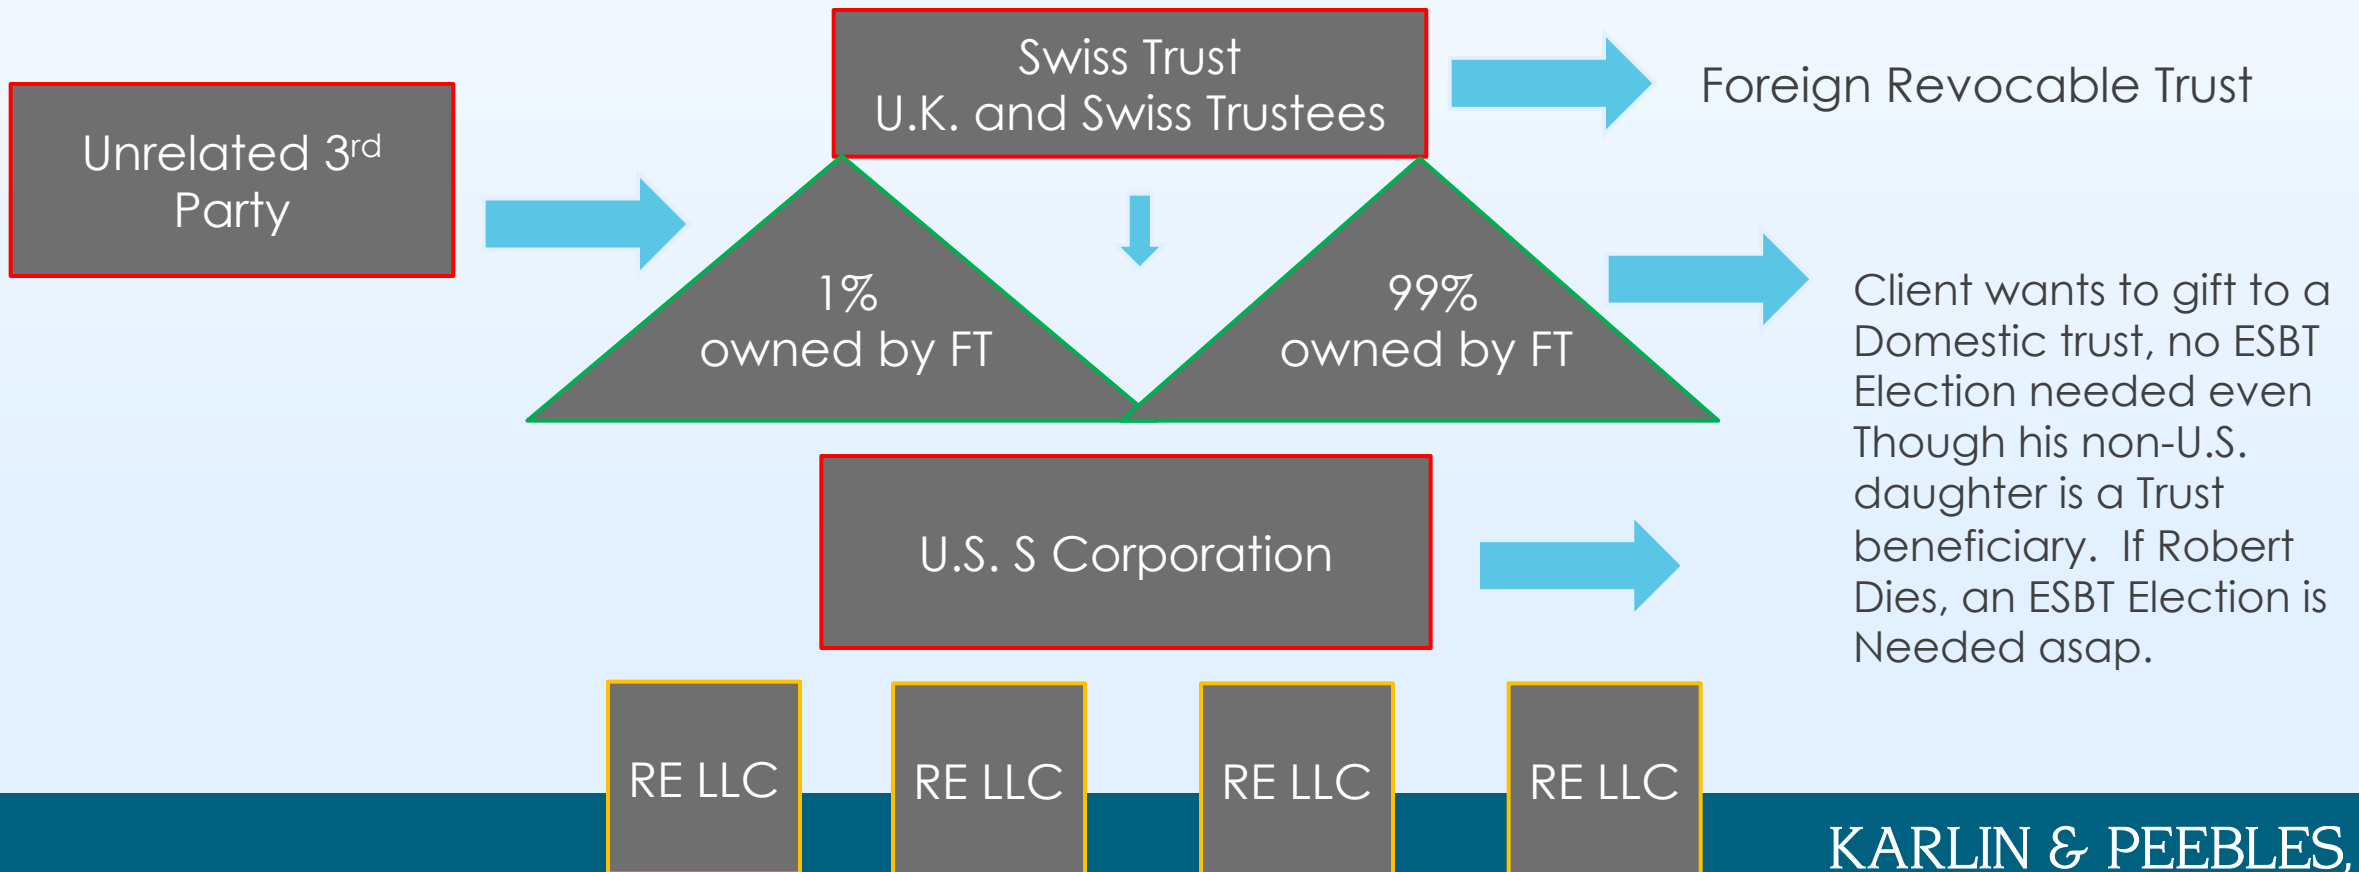 Swiss Trust
U.K. and Swiss Trustees
Foreign Revocable Trust
Unrelated 3rd
Party
1%
owned by FT
99%
owned by FT
Client wants to gift to a
Domestic trust, no ESBT
Election needed even
Though his non-U.S.
daughter is a Trust
beneficiary. If Robert
Dies, an ESBT Election is
Needed asap.
U.S. S Corporation
RE LLC
RE LLC
RE LLC
RE LLC
KARLIN & PEEBLES,